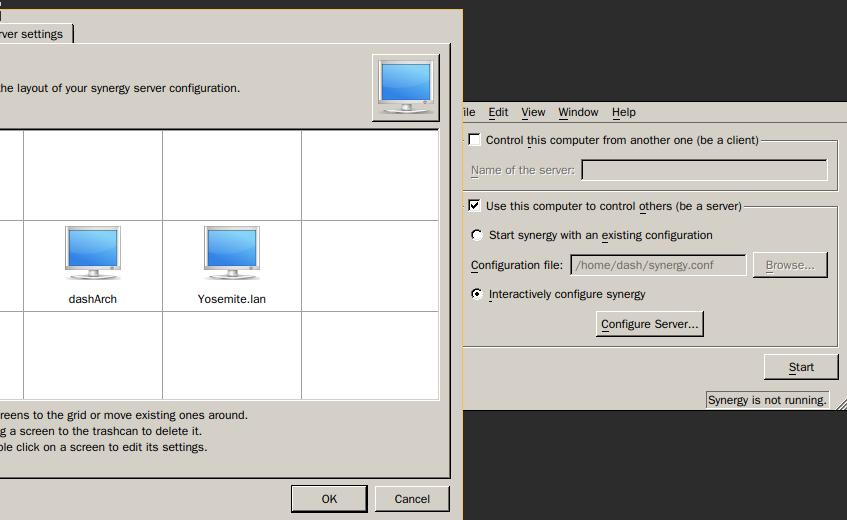 rver settings
the layout of your synergy server configuration.
dashArch
Yosemite.lan
reens to the grid or move existing ones around.
g a screen to the trashcan to delete it.
ble click on a screen to edit its settings.
OK
Cancel
ile Edit View Window Help
Control this computer from another one (be a client)
Name of the server:
Use this computer to control others (be a server)
Start synergy with an existing configuration
Configuration file: /home/dash/synergy.conf Browse...
Interactively configure synergy
Configure Server...
Start
Synergy is not running.